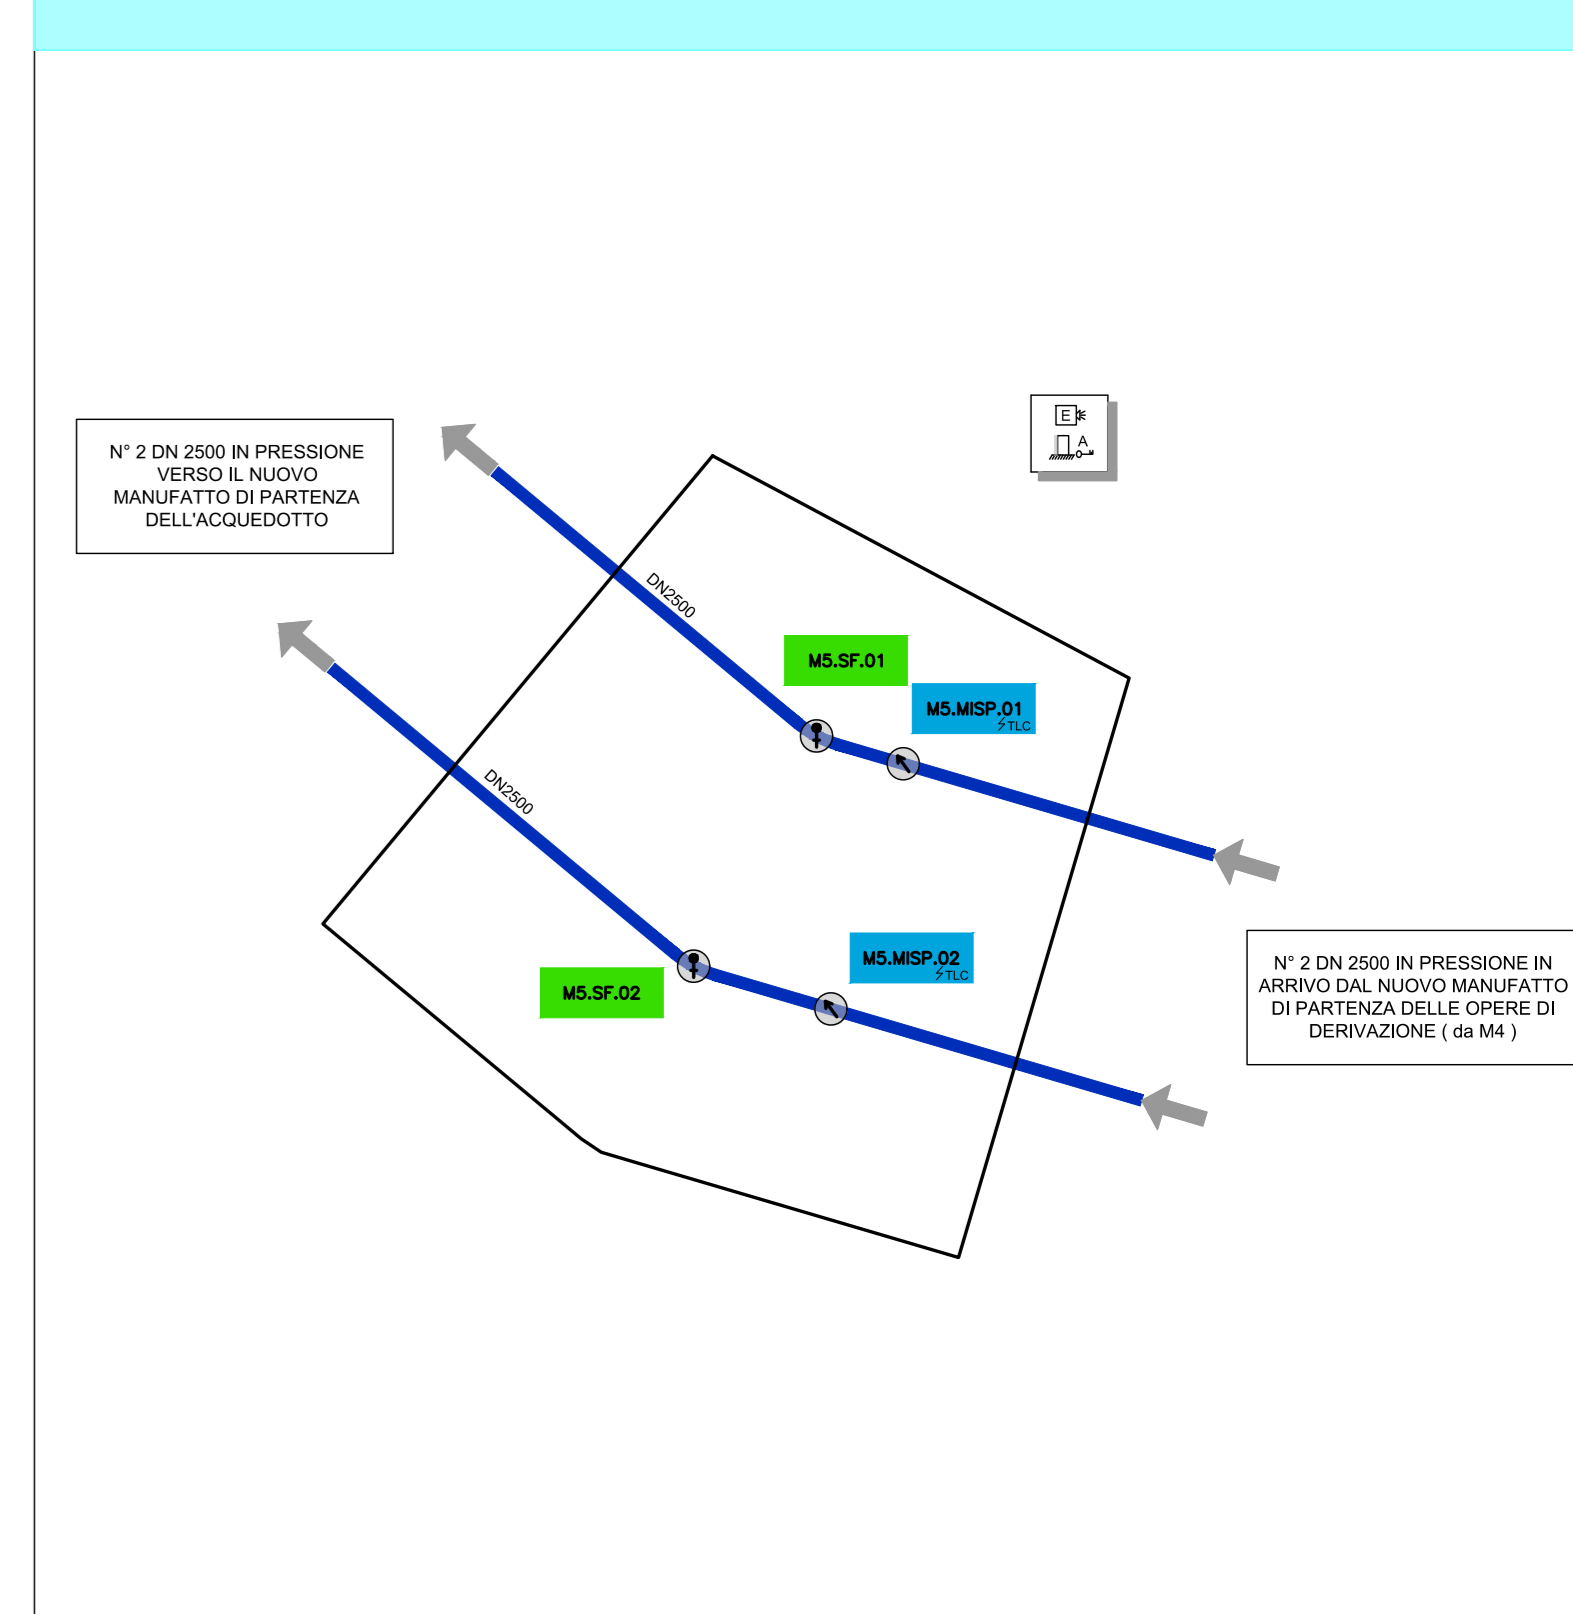 E
A
N° 2 DN 2500 IN PRESSIONE
VERSO IL NUOVO
MANUFATTO DI PARTENZA
DELL'ACQUEDOTTO
DN2500
M5.SF.01
M5.MISP.01
TLC
DN2500
M5.MISP.02
TLC
M5.SF.02
N° 2 DN 2500 IN PRESSIONE IN
ARRIVO DAL NUOVO MANUFATTO
DI PARTENZA DELLE OPERE DI
DERIVAZIONE ( da M4 )